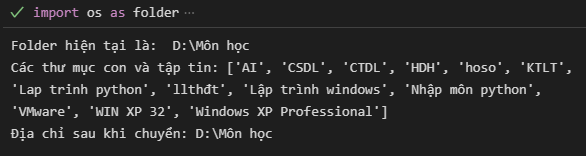 import os as folder ...
Folder hiện tại là:  D:\Môn học
Các thư mục con và tập tin: ['AI', 'CSDL', 'CTDL', 'HDH', 'hoso', 'KTLT',
'Lap trinh python', 'llthđt', 'Lập trình windows', 'Nhập môn python',
'VMware', 'WIN XP 32', 'Windows XP Professional']
Địa chỉ sau khi chuyển: D:\Môn học